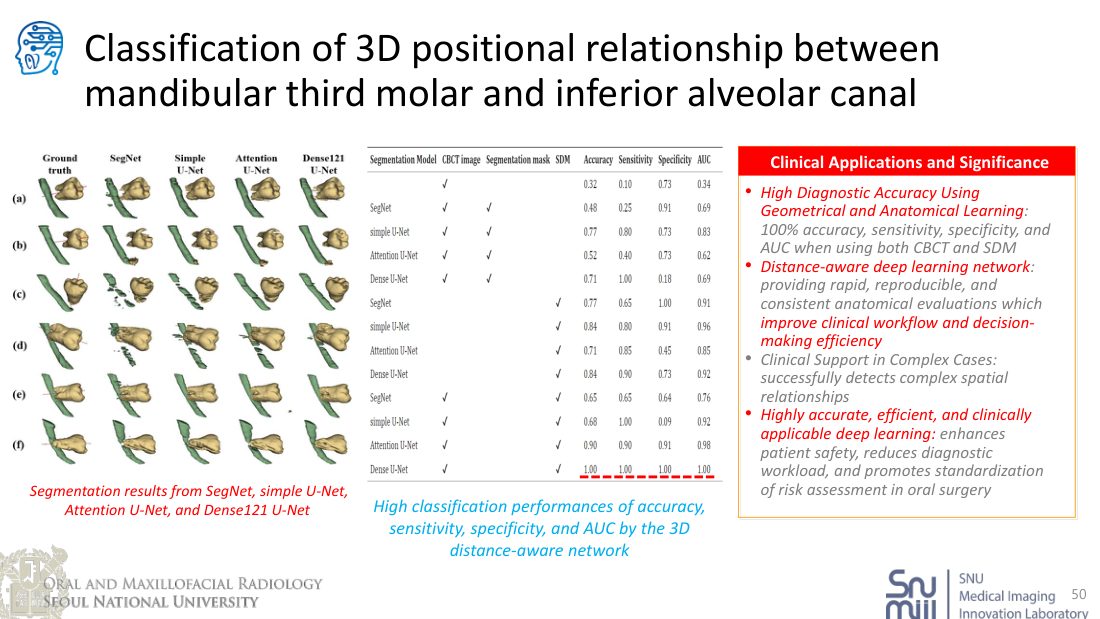 Classification of 3D positional relationship between
mandibular third molar and inferior alveolar canal
Ground truth SegNet Simple U-Net Attention U-Net Dense121 U-Net
(a)
(b)
(c)
(d)
(e)
(f)
Segmentation results from SegNet, simple U-Net,
Attention U-Net, and Dense121 U-Net
Segmentation Model CBCT image Segmentation mask SDM Accuracy Sensitivity Specificity AUC
√ 0.32 0.10 0.73 0.34
SegNet √ √ 0.48 0.25 0.91 0.69
simple U-Net √ √ 0.77 0.80 0.73 0.83
Attention U-Net √ √ 0.52 0.40 0.73 0.62
Dense U-Net √ √ 0.71 1.00 0.18 0.69
SegNet √ 0.77 0.65 1.00 0.91
simple U-Net √ 0.84 0.80 0.91 0.96
Attention U-Net √ 0.71 0.85 0.45 0.85
Dense U-Net √ 0.84 0.90 0.73 0.92
SegNet √ √ 0.65 0.65 0.64 0.76
simple U-Net √ √ 0.68 1.00 0.09 0.92
Attention U-Net √ √ 0.90 0.90 0.91 0.98
Dense U-Net √ √ 1.00 1.00 1.00 1.00
High classification performances of accuracy,
sensitivity, specificity, and AUC by the 3D
distance-aware network
Clinical Applications and Significance
• High Diagnostic Accuracy Using
Geometrical and Anatomical Learning:
100% accuracy, sensitivity, specificity, and
AUC when using both CBCT and SDM
• Distance-aware deep learning network:
providing rapid, reproducible, and
consistent anatomical evaluations which
improve clinical workflow and decision-
making efficiency
• Clinical Support in Complex Cases:
successfully detects complex spatial
relationships
• Highly accurate, efficient, and clinically
applicable deep learning: enhances
patient safety, reduces diagnostic
workload, and promotes standardization
of risk assessment in oral surgery
ORAL AND MAXILLOFACIAL RADIOLOGY
SEOUL NATIONAL UNIVERSITY
SNU
Medical Imaging
Innovation Laboratory
50